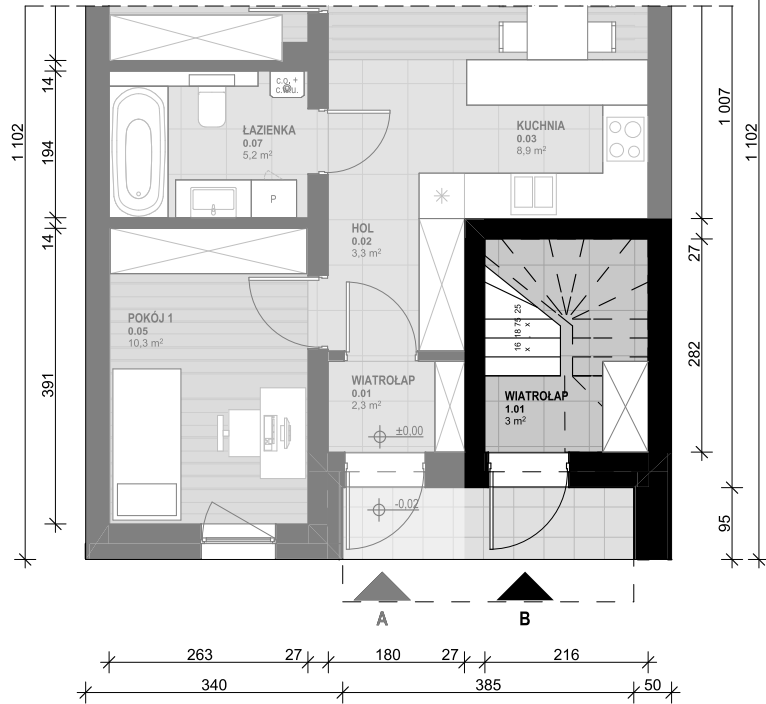 c.o. +
c.w.u.
ŁAZIENKA
0.07
5,2 m²
P
KUCHNIA
0.03
8,9 m²
HOL
0.02
3,3 m²
POKÓJ 1
0.05
10,3 m²
WIATROŁAP
0.01
2,3 m²
±0,00
-0,02
WIATROŁAP
1.01
3 m²
A
B
1 102
14
194
14
391
1 007
1 102
27
282
95
263
27
180
27
216
340
385
50